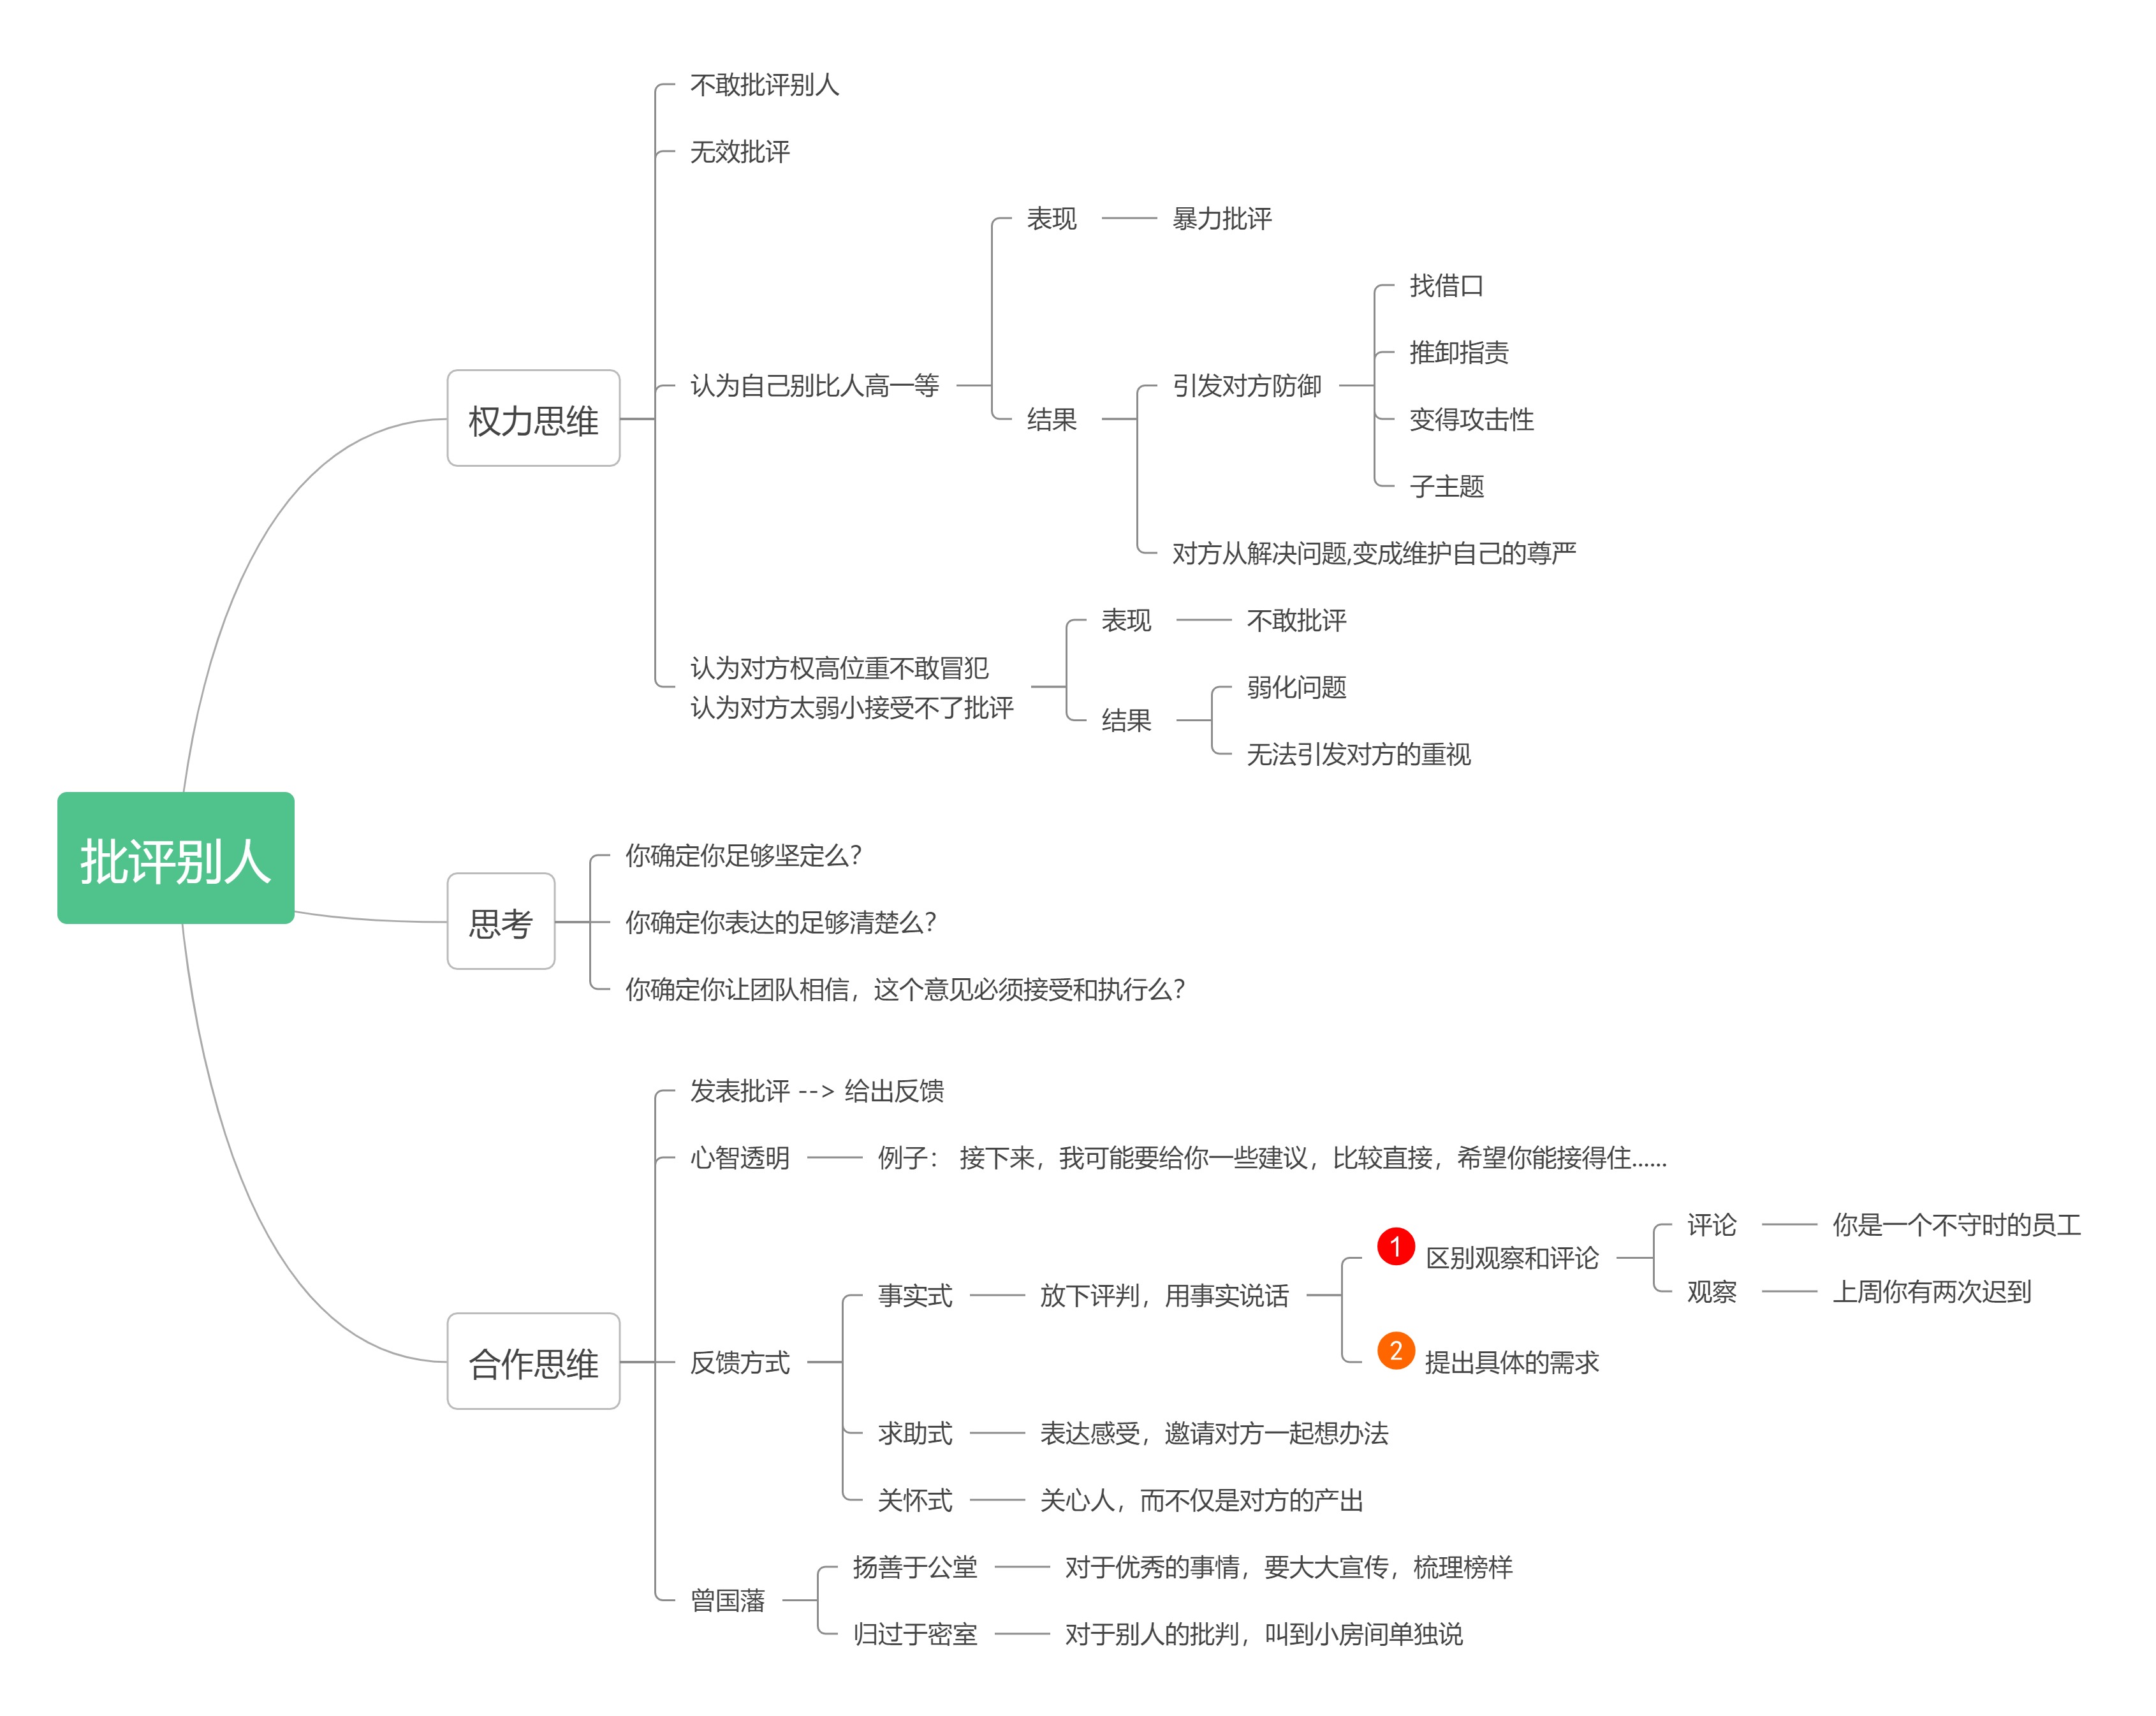 批评别人
权力思维
不敢批评别人
无效批评
认为自己别比人高一等
表现
暴力批评
结果
引发对方防御
找借口
推卸指责
变得攻击性
子主题
对方从解决问题,变成维护自己的尊严
认为对方权高位重不敢冒犯
认为对方太弱小接受不了批评
表现
不敢批评
结果
弱化问题
无法引发对方的重视
思考
你确定你足够坚定么？
你确定你表达的足够清楚么？
你确定你让团队相信，这个意见必须接受和执行么？
合作思维
发表批评 --> 给出反馈
心智透明
例子： 接下来，我可能要给你一些建议，比较直接，希望你能接得住......
反馈方式
事实式
放下评判，用事实说话
1 区别观察和评论
评论
你是一个不守时的员工
观察
上周你有两次迟到
2 提出具体的需求
求助式
表达感受，邀请对方一起想办法
关怀式
关心人，而不仅是对方的产出
曾国藩
扬善于公堂
对于优秀的事情，要大大宣传，梳理榜样
归过于密室
对于别人的批判，叫到小房间单独说